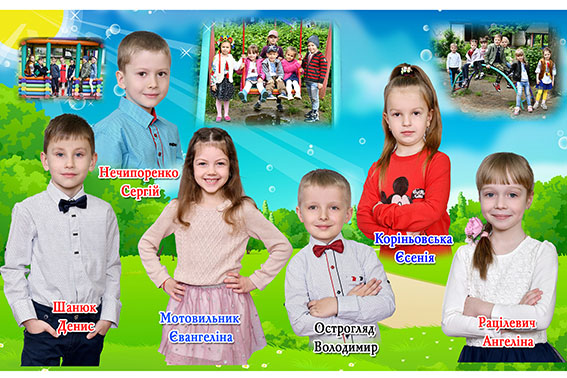 Нечипоренко
Сергій
Шанюк
Денис
Мотовильник
Євангеліна
Острогляд
Володимир
Коріньовська
Єсенія
Рацілевич
Ангеліна